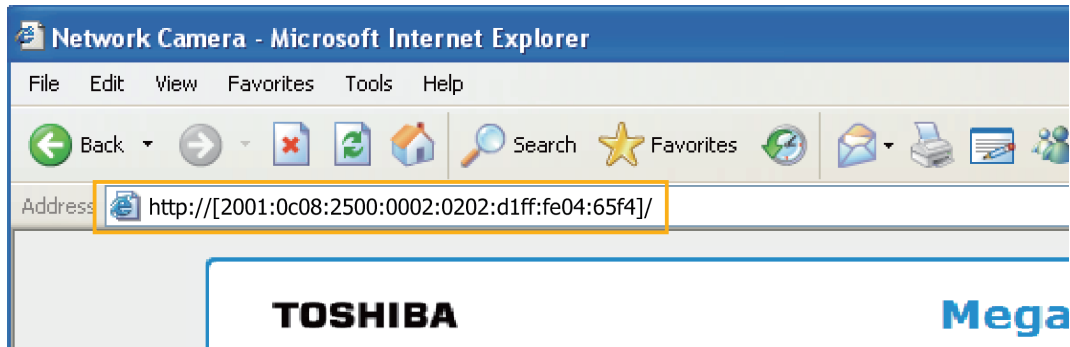 Network Camera - Microsoft Internet Explorer
File Edit View Favorites Tools Help
Back Search Favorites
Address http://[2001:0c08:2500:0002:0202:d1ff:fe04:65f4]/
TOSHIBA Mega